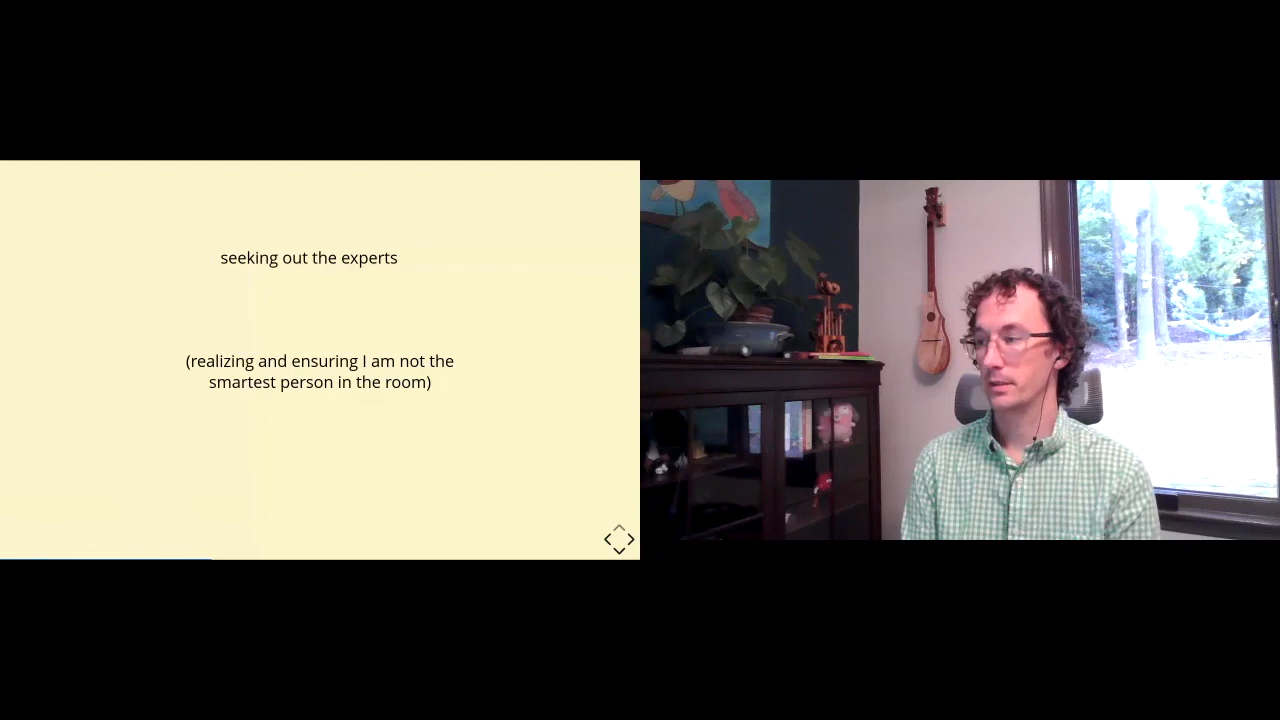 seeking out the experts
(realizing and ensuring I am not the
smartest person in the room)